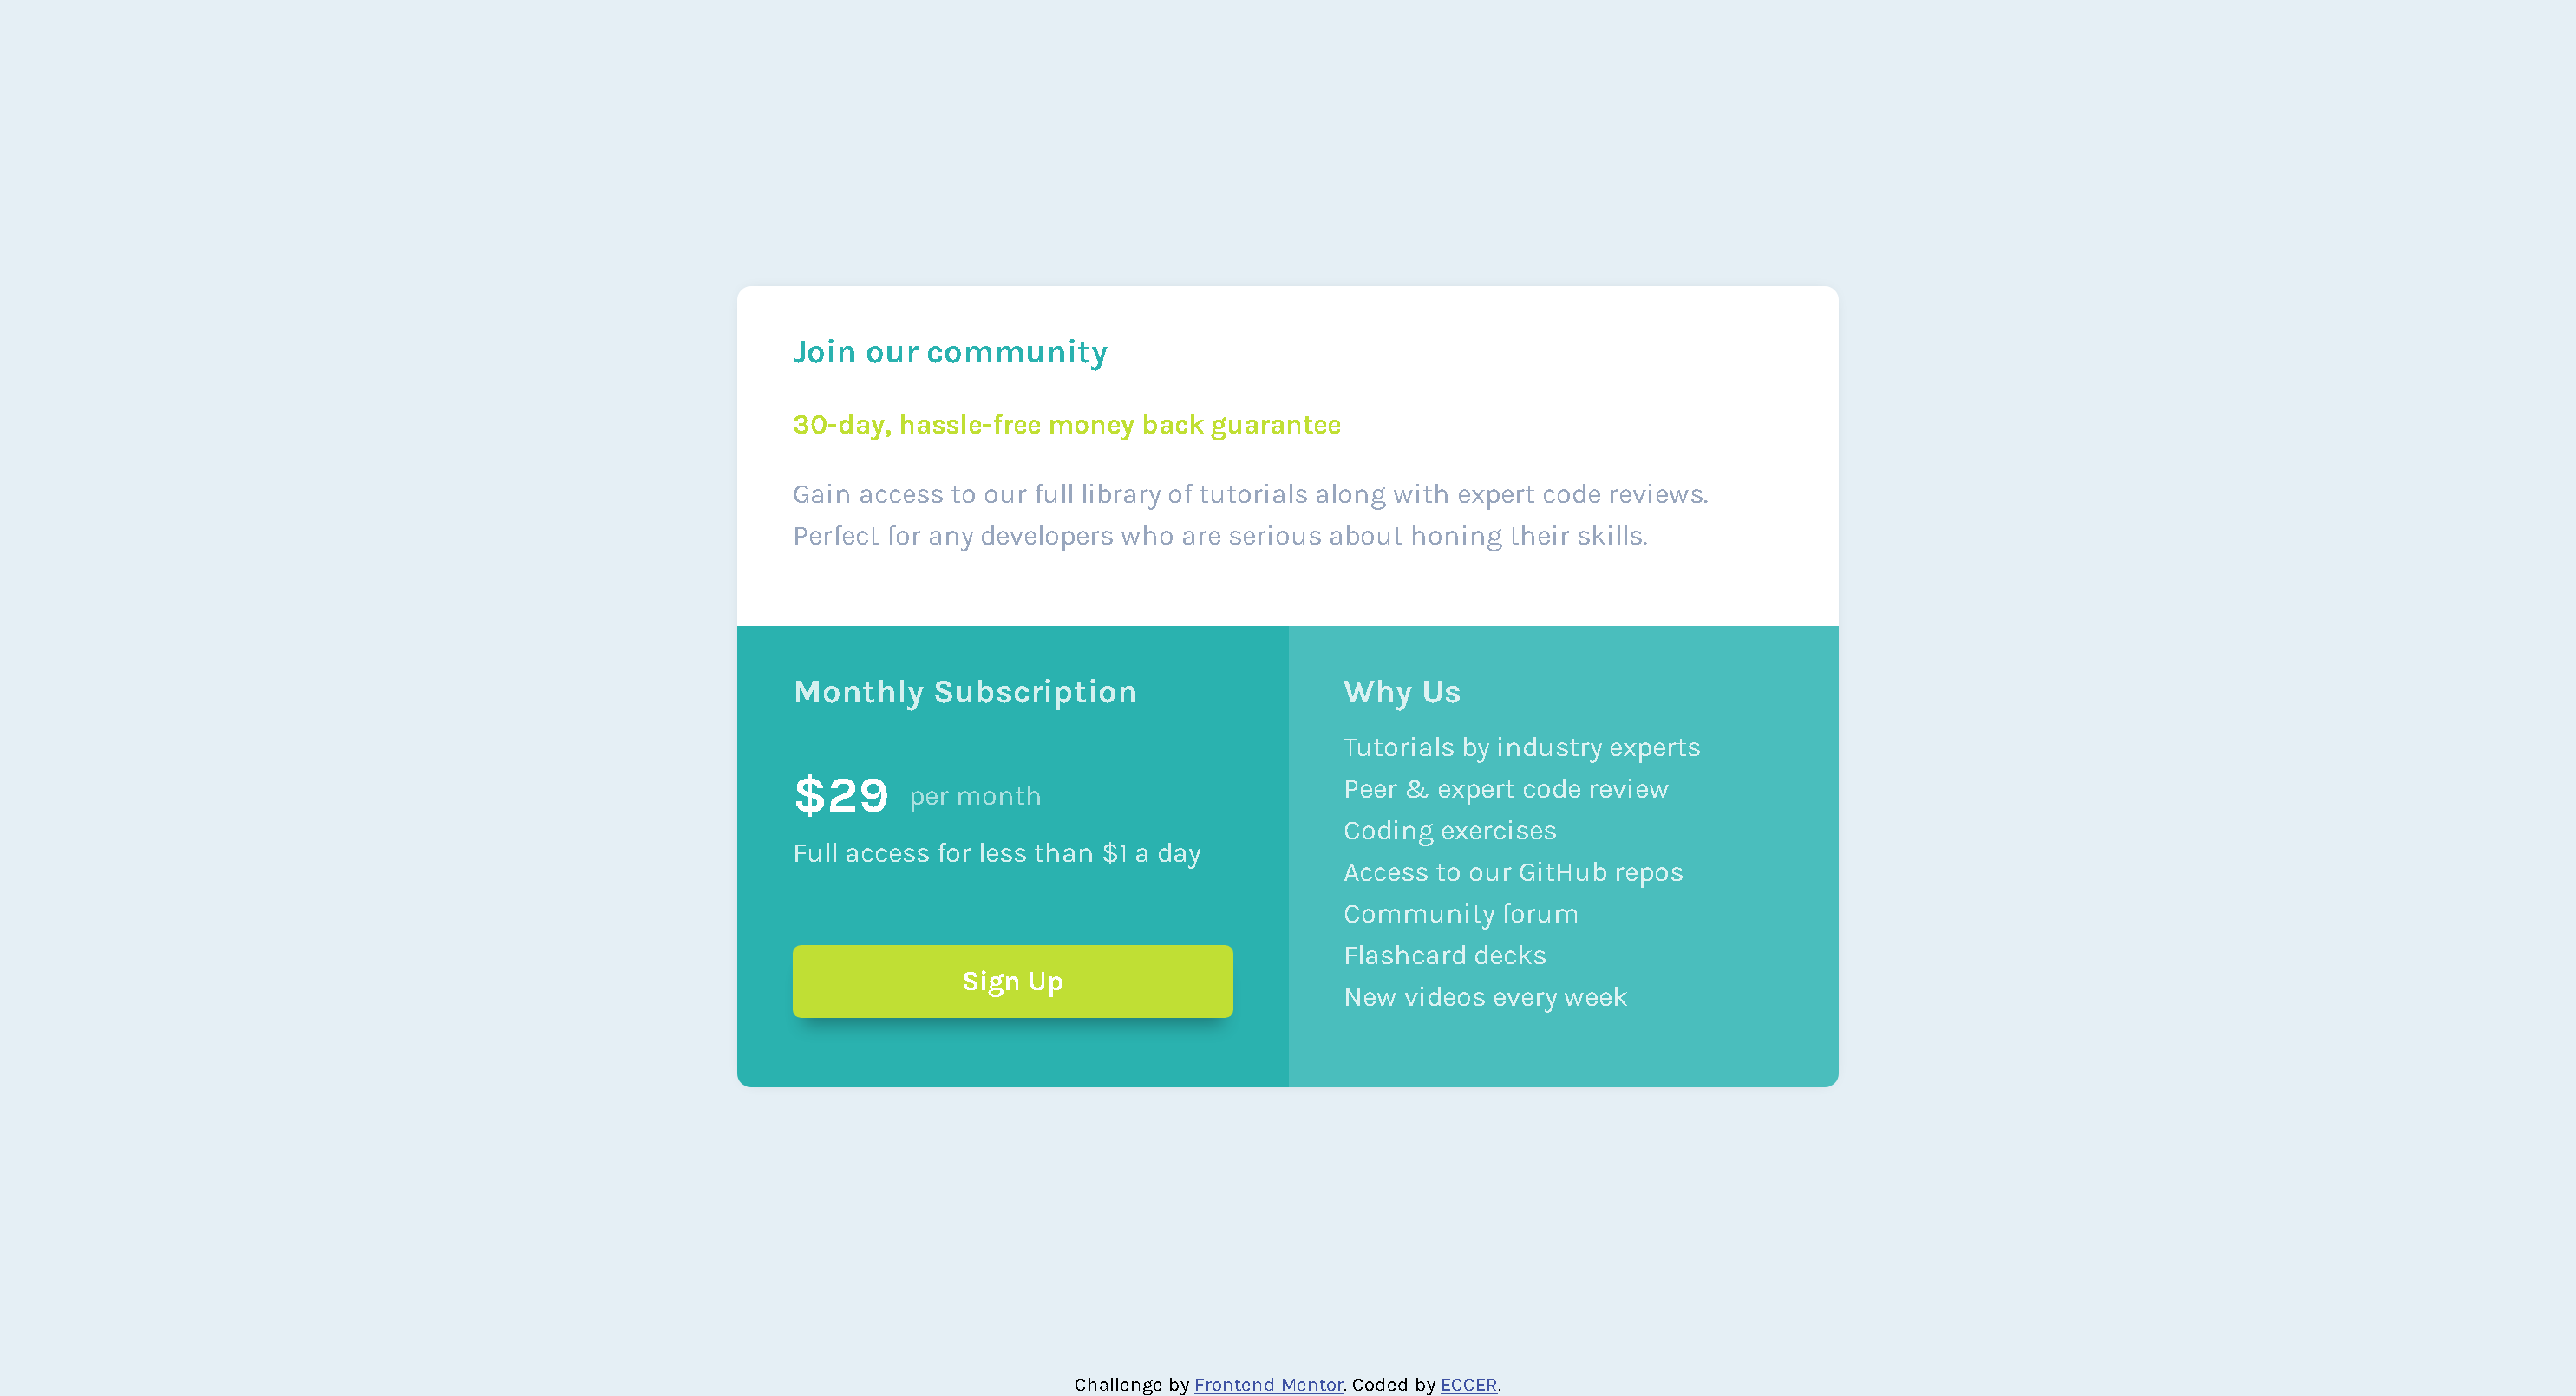 Join our community
30-day, hassle-free money back guarantee
Gain access to our full library of tutorials along with expert code reviews.
Perfect for any developers who are serious about honing their skills.
Monthly Subscription
$29 per month
Full access for less than $1 a day
Sign Up
Why Us
Tutorials by industry experts
Peer & expert code review
Coding exercises
Access to our GitHub repos
Community forum
Flashcard decks
New videos every week
Challenge by Frontend Mentor. Coded by ECCER.